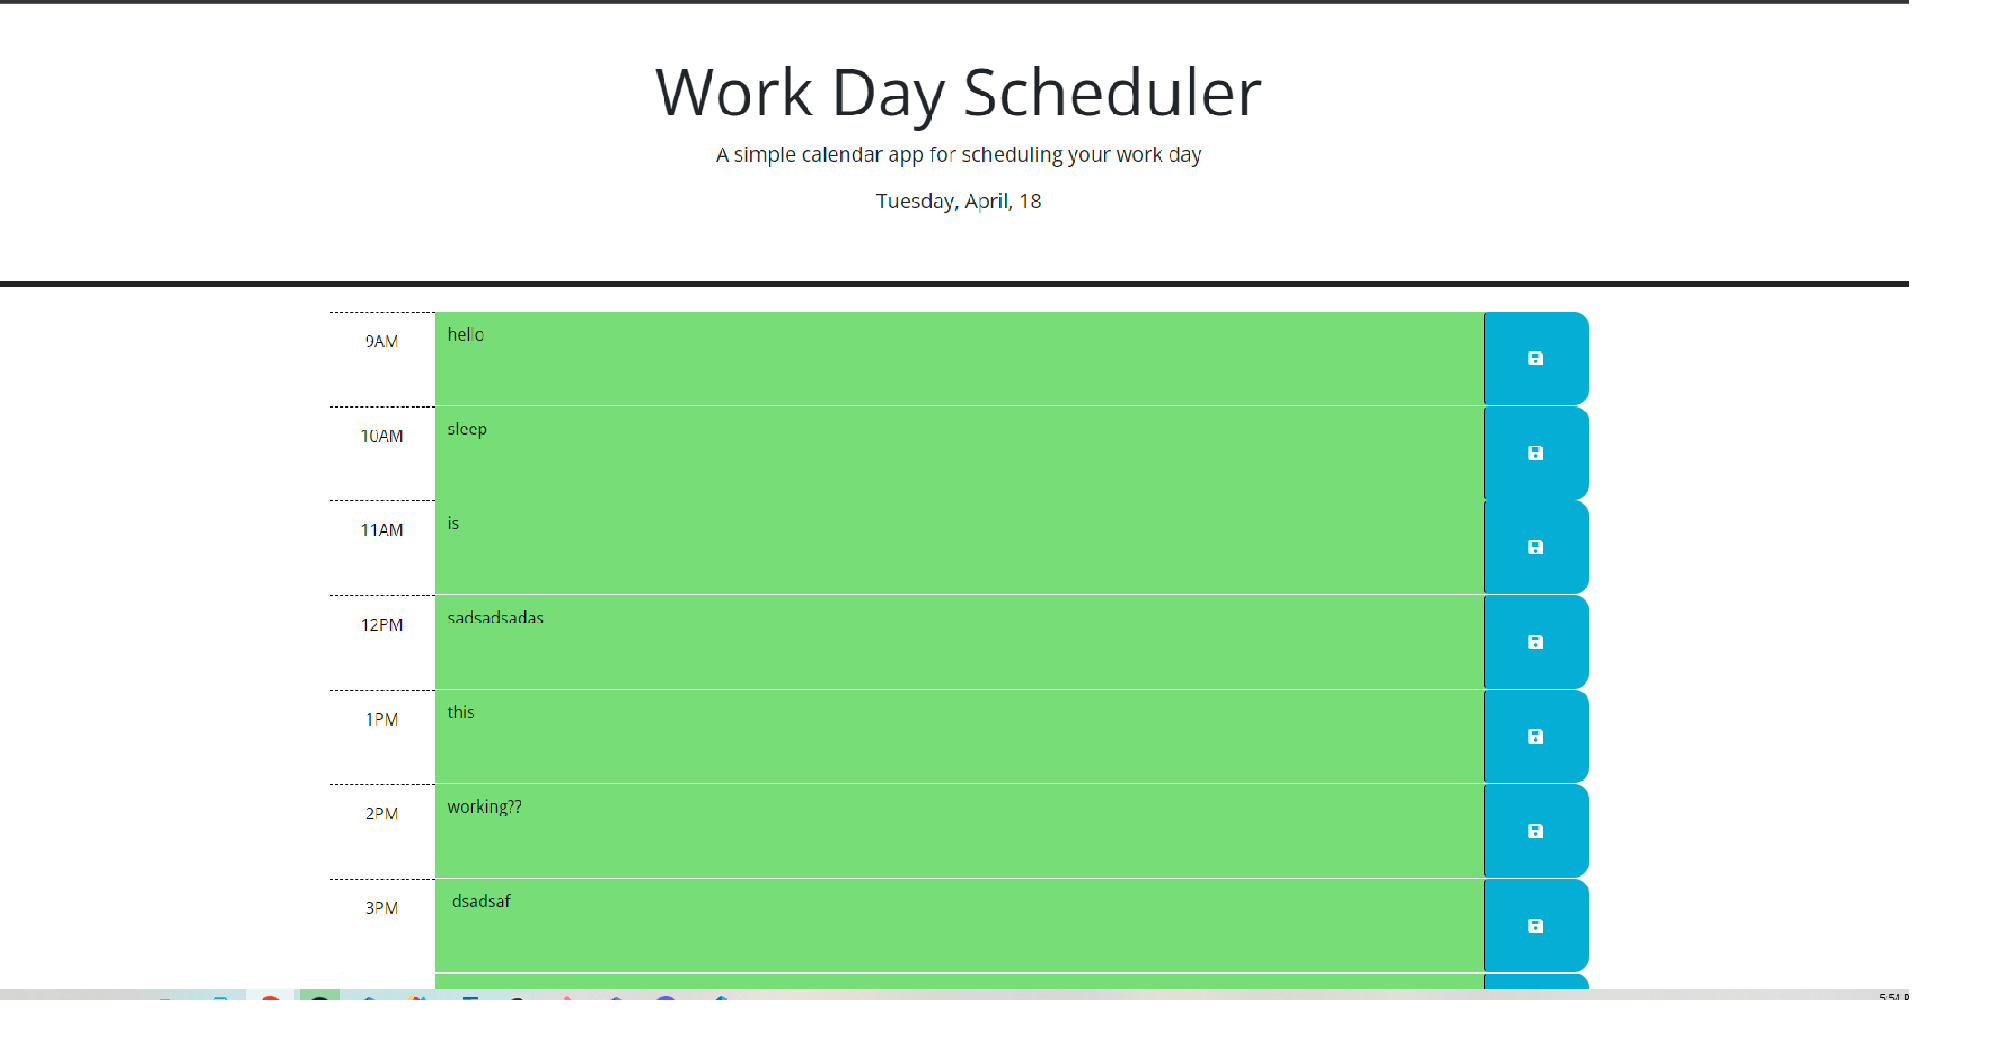 Work Day Scheduler
A simple calendar app for scheduling your work day
Tuesday, April, 18
9AM
hello
10AM
sleep
11AM
is
12PM
sadsadsadas
1PM
this
2PM
working??
3PM
dsadsaf